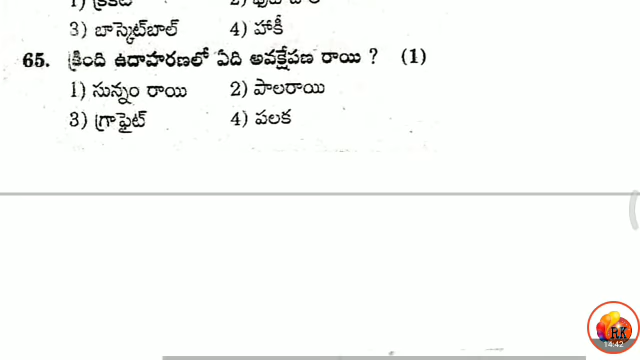 3) బాస్కెట్‌బాల్ 4) హాకీ
65. క్రింది ఉదాహరణలో ఏది అవక్షేపణ రాయి ? (1)
1) సున్నం రాయి 2) పాలరాయి
3) గ్రాఫైట్ 4) పలక
RK
14:42